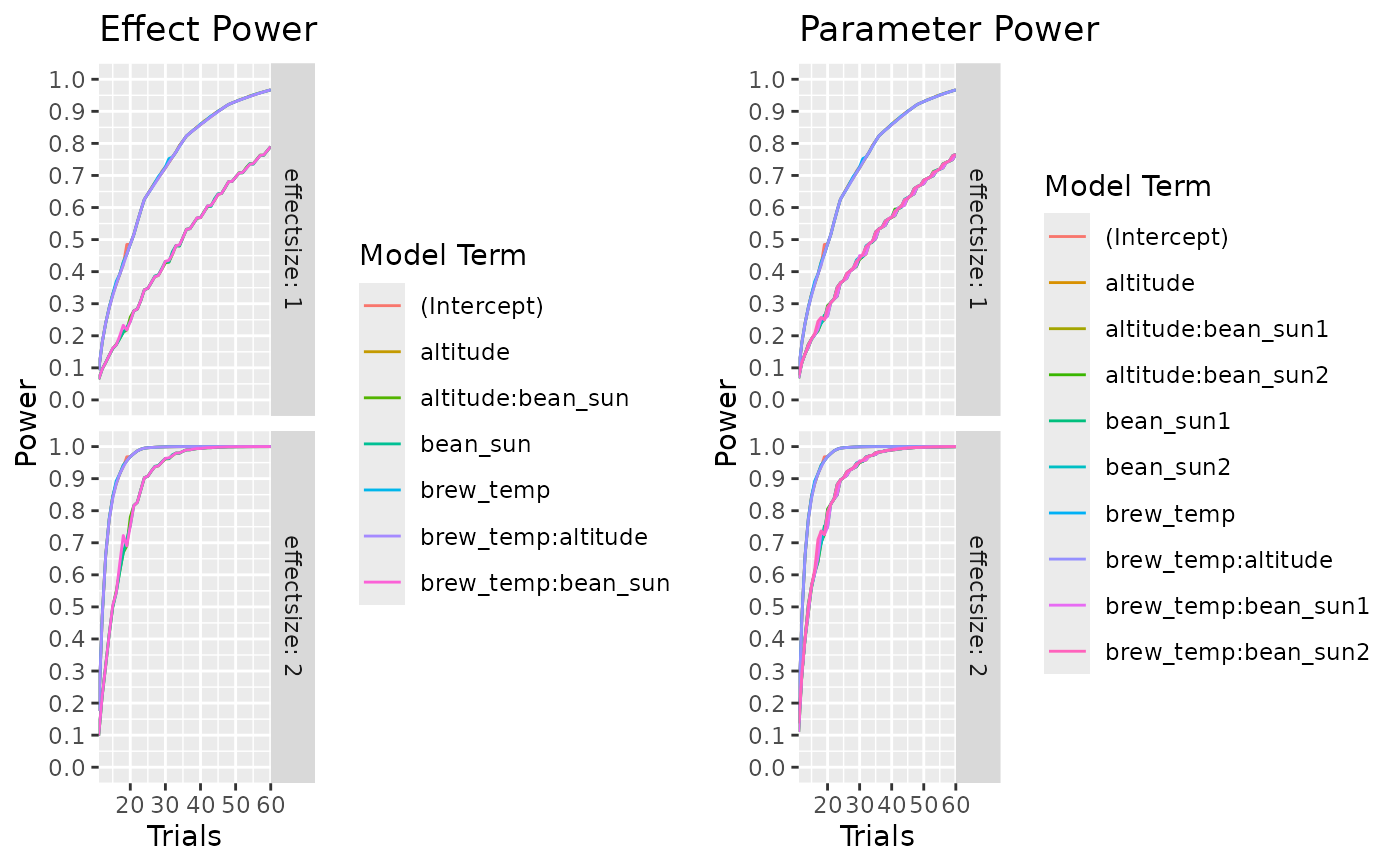 Effect Power
Power
1.0
0.9
0.8
0.7
0.6
0.5
0.4
0.3
0.2
0.1
0.0
effectsize: 1
1.0
0.9
0.8
0.7
0.6
0.5
0.4
0.3
0.2
0.1
0.0
effectsize: 2
20 30 40 50 60
Trials
Model Term
(Intercept)
altitude
altitude:bean_sun
bean_sun
brew_temp
brew_temp:altitude
brew_temp:bean_sun
Parameter Power
Power
1.0
0.9
0.8
0.7
0.6
0.5
0.4
0.3
0.2
0.1
0.0
effectsize: 1
1.0
0.9
0.8
0.7
0.6
0.5
0.4
0.3
0.2
0.1
0.0
effectsize: 2
20 30 40 50 60
Trials
Model Term
(Intercept)
altitude
altitude:bean_sun1
altitude:bean_sun2
bean_sun1
bean_sun2
brew_temp
brew_temp:altitude
brew_temp:bean_sun1
brew_temp:bean_sun2